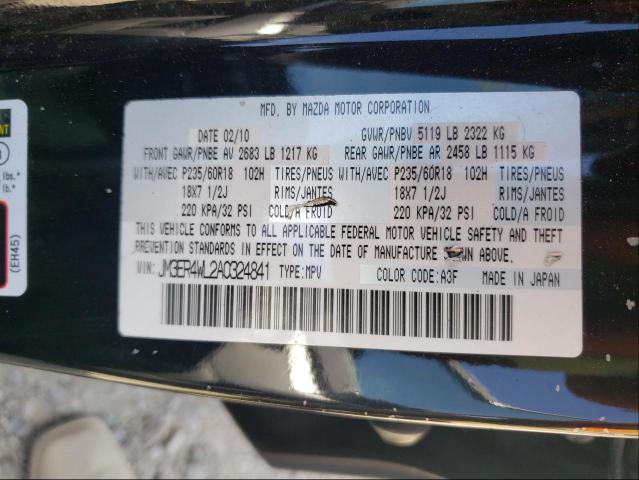 MFD. BY MAZDA MOTOR CORPORATION
DATE 02/10 GVWR/PNBV 5119 LB 2322 KG
FRONT GAWR/PNBE AV 2683 LB 1217 KG REAR GAWR/PNBE AR 2458 LB 1115 KG
WITH/AVEC P235/60R18 102H TIRES/PNEUS WITH/AVEC P235/60R18 102H TIRES/PNEUS
18X7 1/2J RIMS/JANTES 18X7 1/2J RIMS/JANTES
220 KPA/32 PSI COLD/A FROID 220 KPA/32 PSI COLD/A FROID
THIS VEHICLE CONFORMS TO ALL APPLICABLE FEDERAL MOTOR VEHICLE SAFETY AND THEFT
PREVENTION STANDARDS IN EFFECT ON THE DATE OF MANUFACTURE SHOWN ABOVE.
VIN: JM3ER4WL2A0324841 TYPE: MPV COLOR CODE: A3F MADE IN JAPAN
lbs.*
lb.*
(EH45)